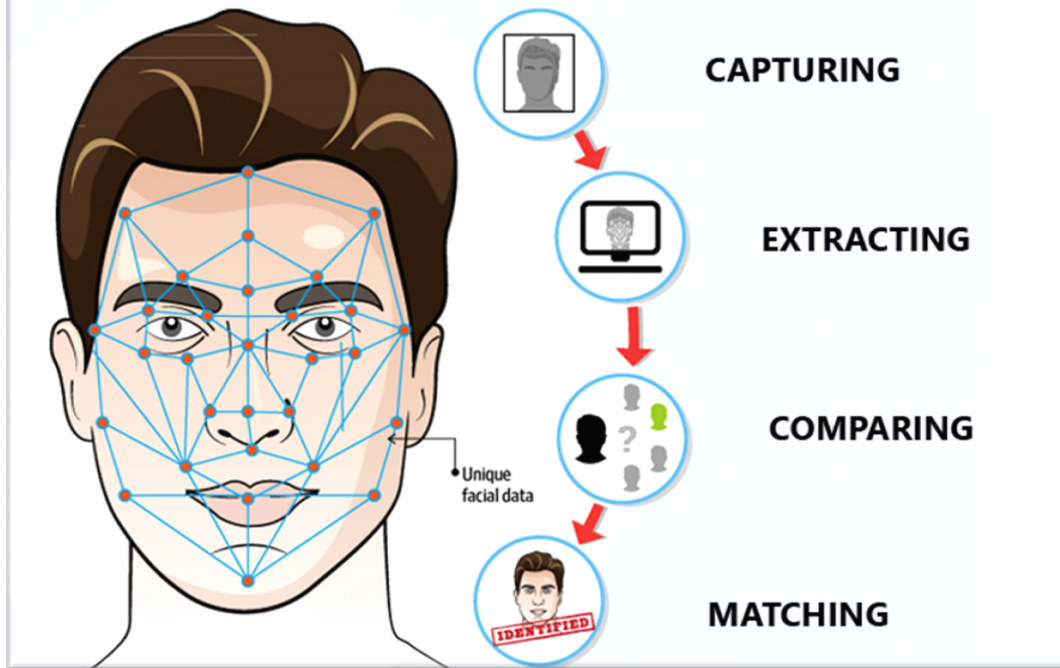 CAPTURING
EXTRACTING
COMPARING
?
Unique
facial data
IDENTIFIED
MATCHING